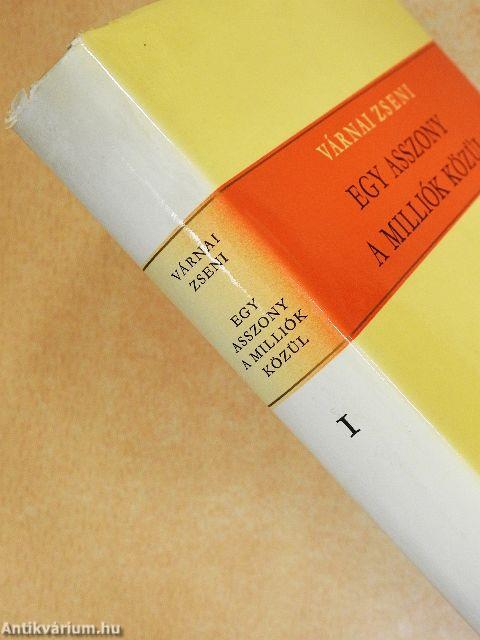 VÁRNAI ZSENI
EGY ASSZONY
A MILLIÓK KÖZÜL
VÁRNAI
ZSENI
EGY
ASSZONY
A MILLIÓK
KÖZÜL
I
Antikvárium.hu